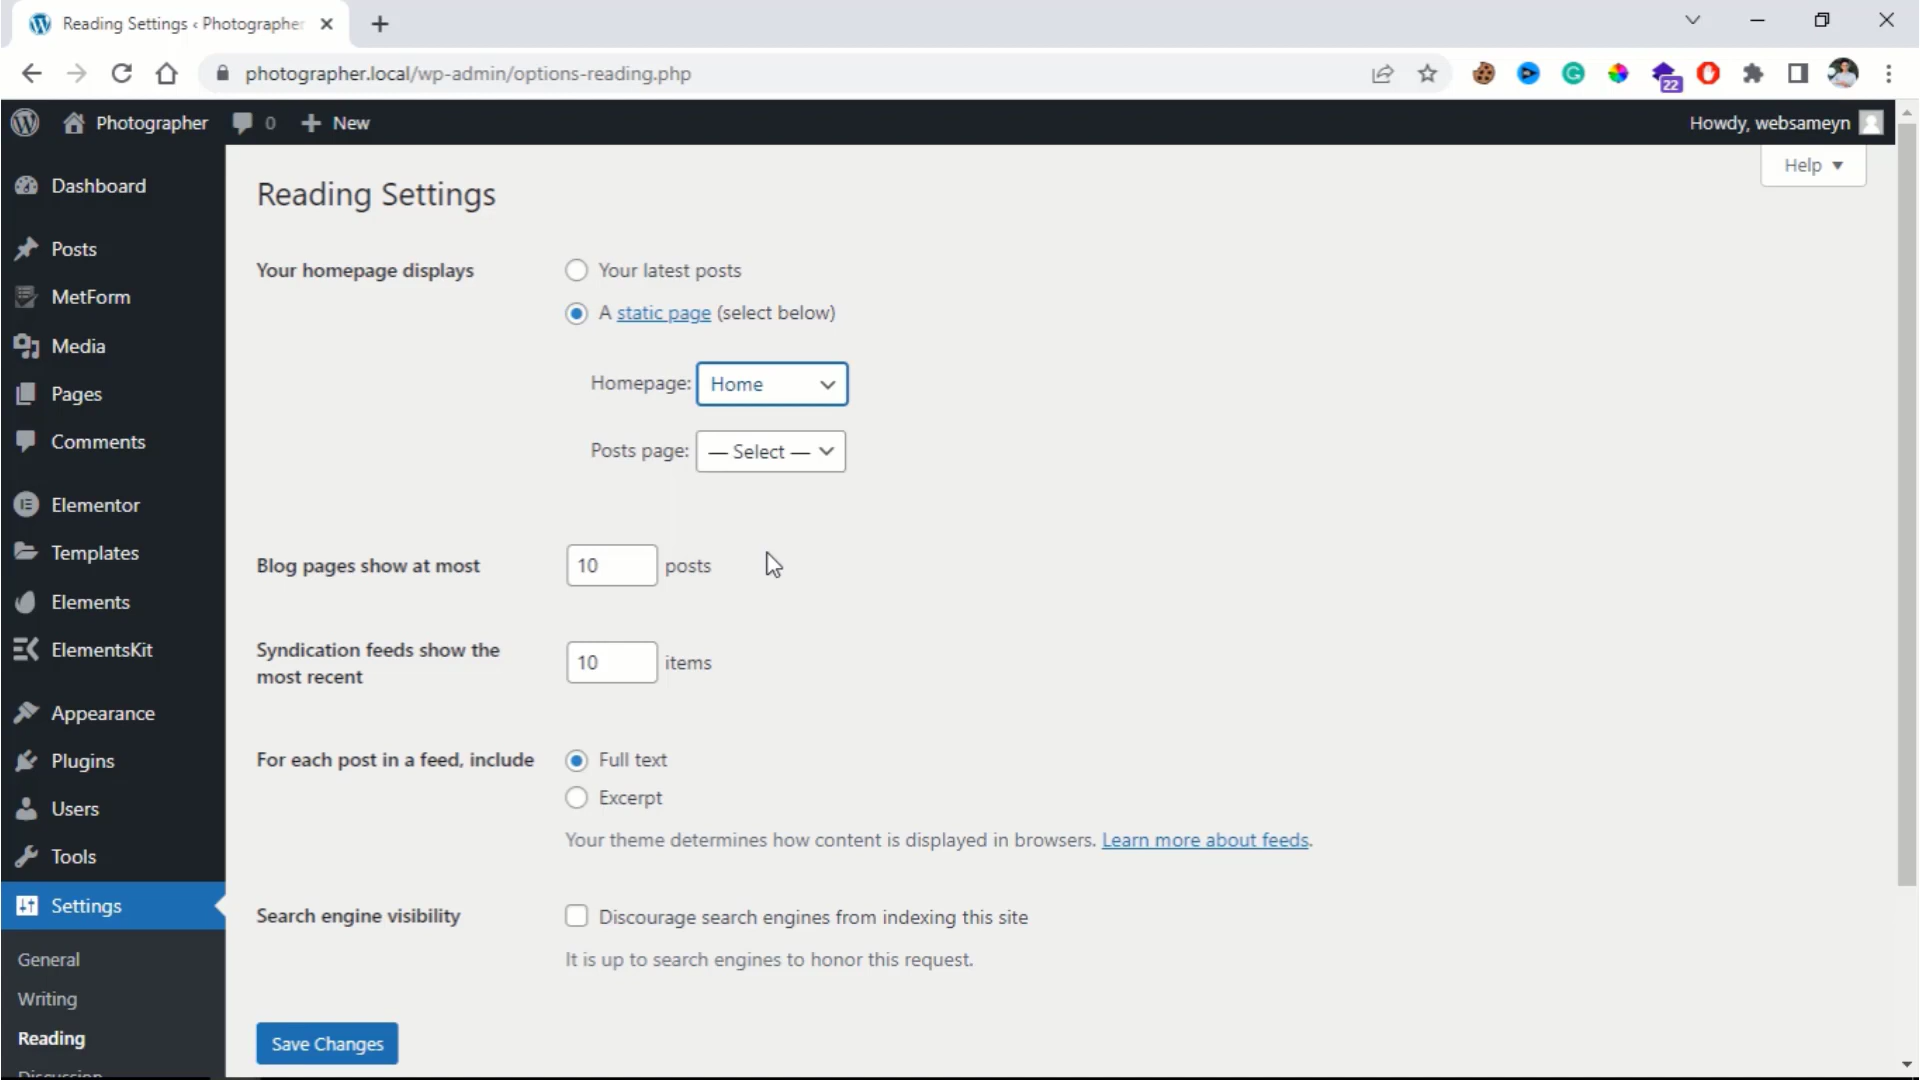 Reading Settings ‹ Photographer
photographer.local/wp-admin/options-reading.php
22
Photographer
0
New
Howdy, websameyn
Help
Dashboard
Posts
MetForm
Media
Pages
Comments
Elementor
Templates
Elements
ElementsKit
Appearance
Plugins
Users
Tools
Settings
General
Writing
Reading
Discussion
Reading Settings
Your homepage displays
Your latest posts
A static page (select below)
Homepage: Home
Posts page: — Select —
Blog pages show at most
10 posts
Syndication feeds show the
most recent
10 items
For each post in a feed, include
Full text
Excerpt
Your theme determines how content is displayed in browsers. Learn more about feeds.
Search engine visibility
Discourage search engines from indexing this site
It is up to search engines to honor this request.
Save Changes